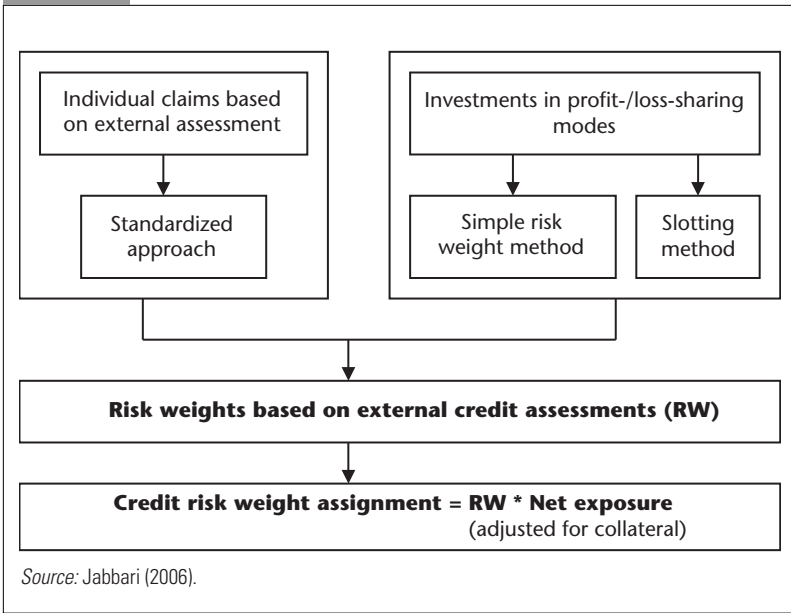 Individual claims based
on external assessment
Standardized
approach
Investments in profit-/loss-sharing
modes
Simple risk
weight method
Slotting
method
Risk weights based on external credit assessments (RW)
Credit risk weight assignment = RW * Net exposure
(adjusted for collateral)
Source: Jabbari (2006).